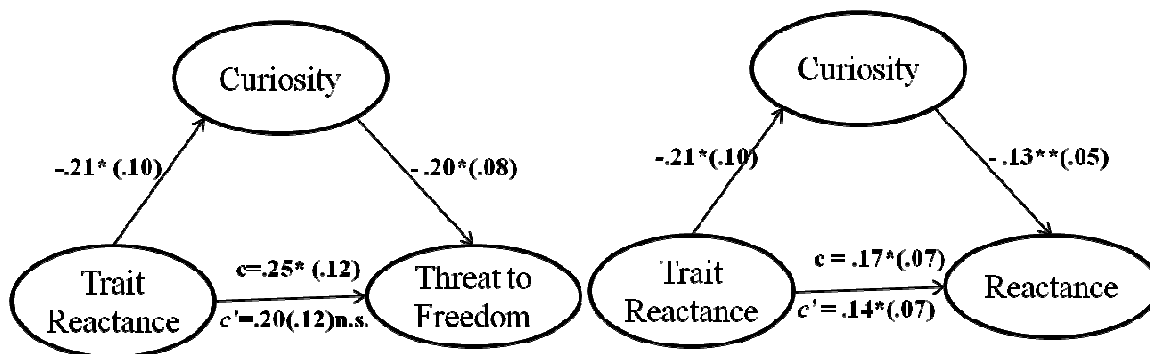 Curiosity
-.21* (.10)
- .20*(.08)
Trait
Reactance
c=.25* (.12)
c'=.20(.12)n.s.
Threat to
Freedom
Curiosity
-.21*(.10)
- .13**(.05)
Trait
Reactance
c = .17*(.07)
c' = .14*(.07)
Reactance